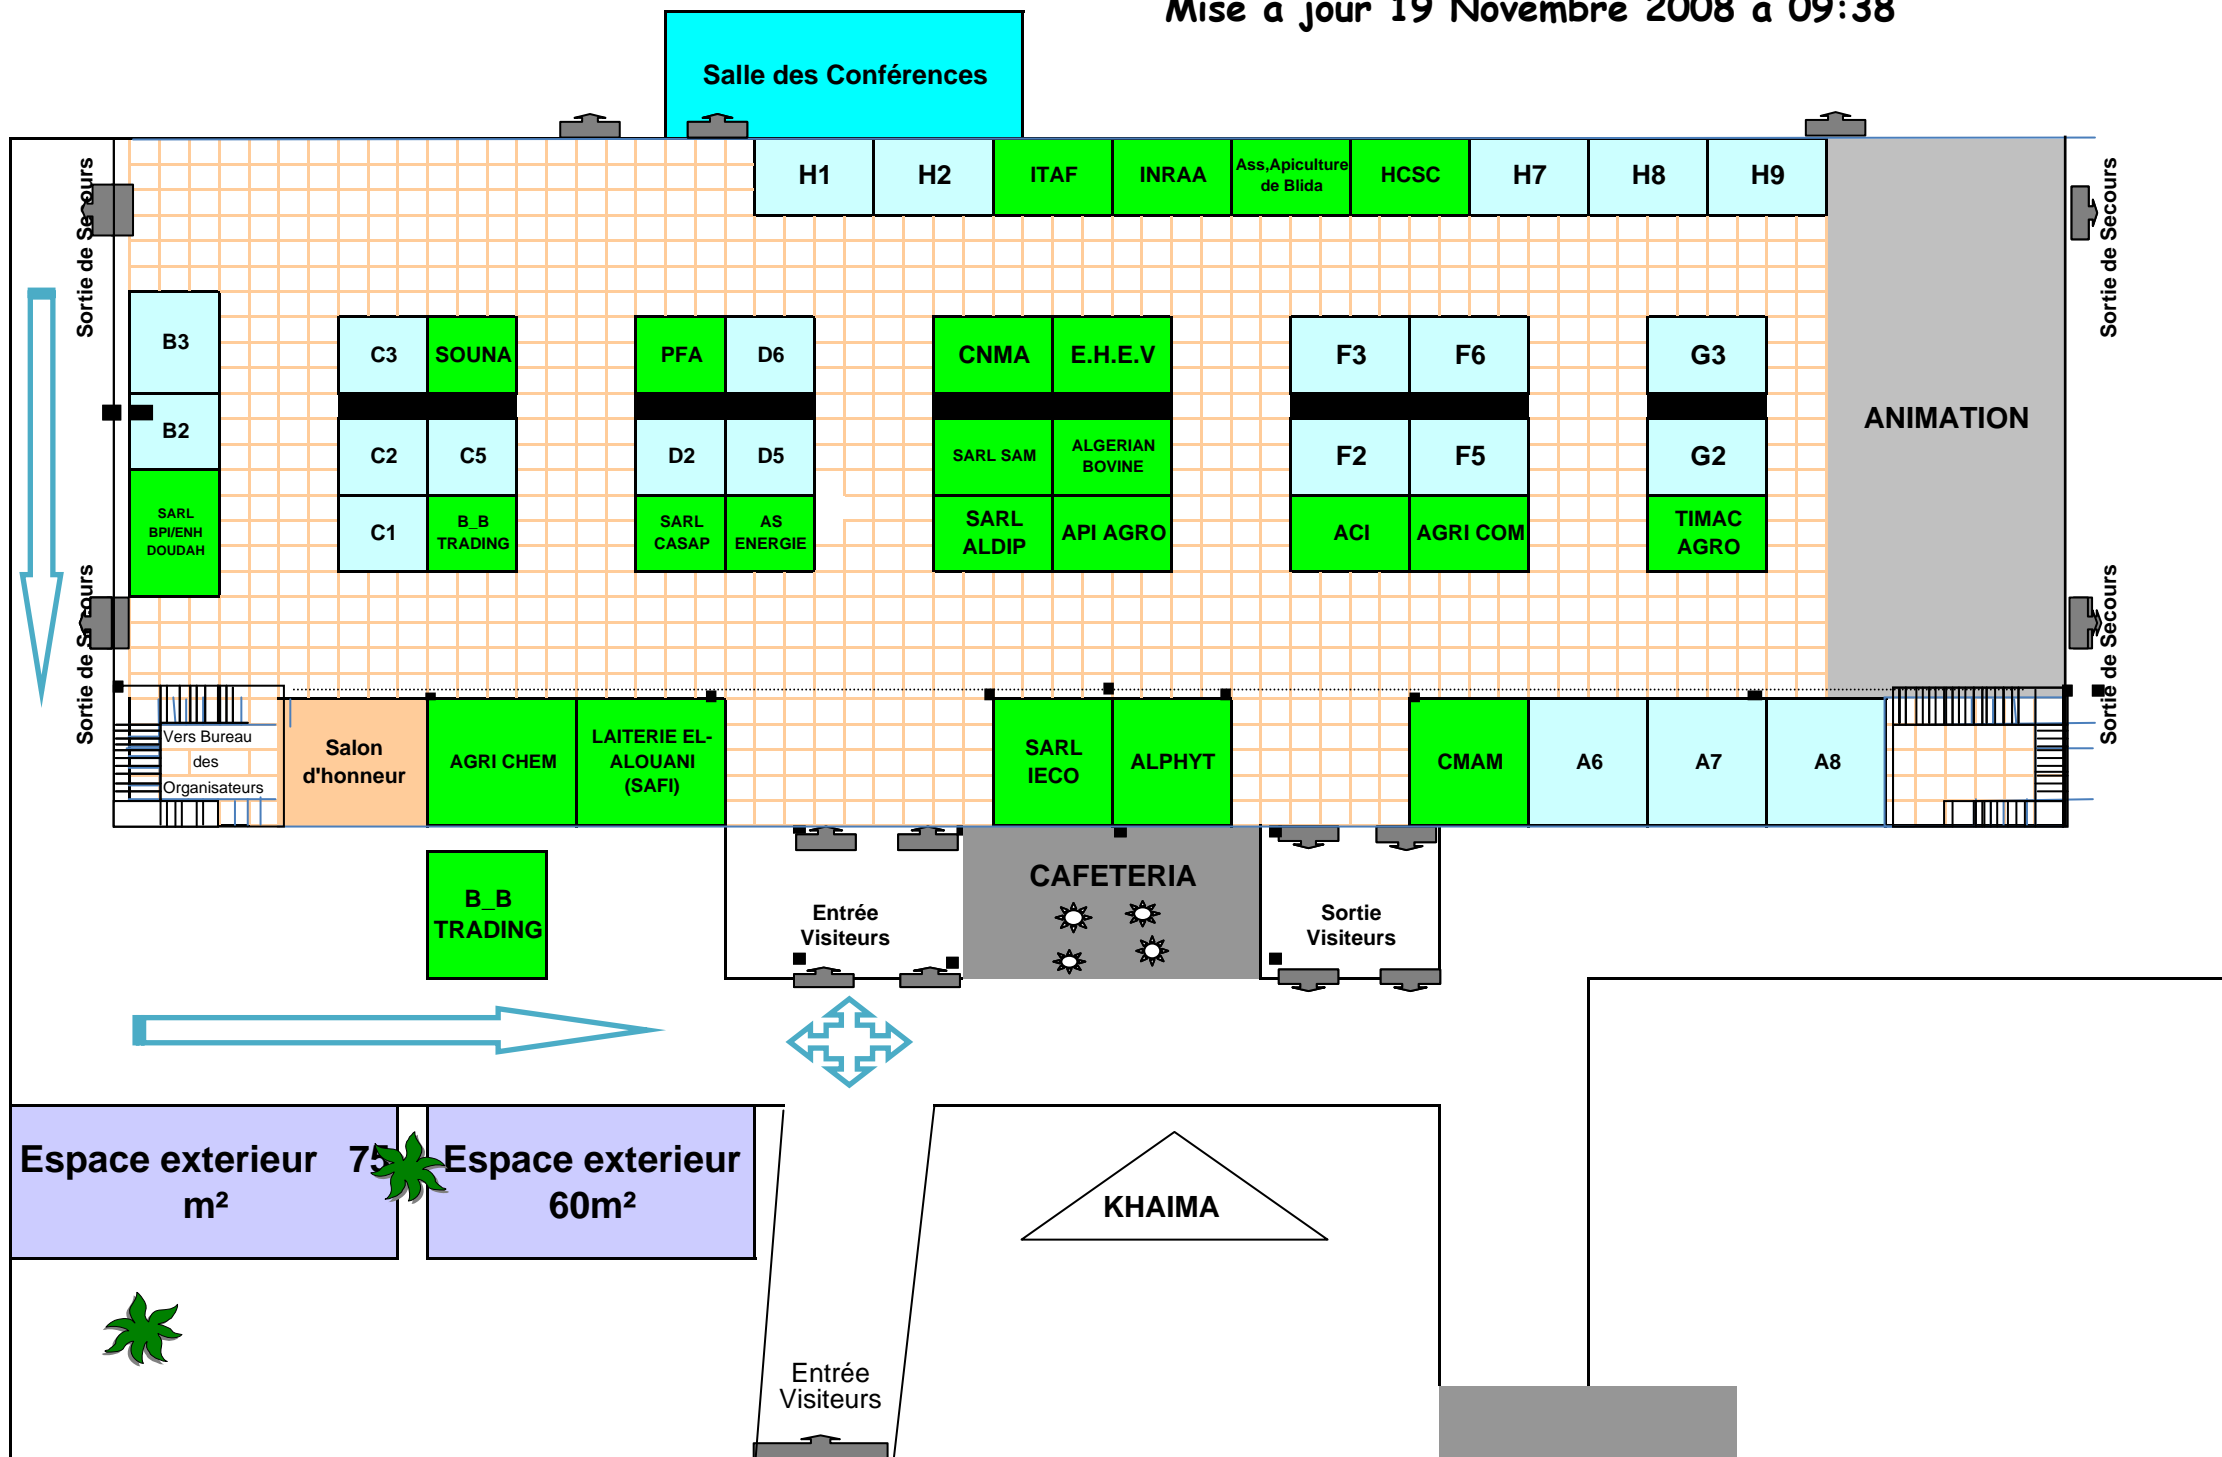 Mise a jour 19 Novembre 2008 a 09:38
Salle des Conférences
Sortie de Secours
H1
H2
ITAF
INRAA
Ass,Apiculture
de Blida
HCSC
H7
H8
H9
Sortie de Secours
B3
C3
SOUNA
PFA
D6
CNMA
E.H.E.V
F3
F6
G3
ANIMATION
B2
C2
C5
D2
D5
SARL SAM
ALGERIAN
BOVINE
F2
F5
G2
SARL
BPI/ENH
DOUDAH
C1
B_B
TRADING
SARL
CASAP
AS
ENERGIE
SARL
ALDIP
API AGRO
ACI
AGRI COM
TIMAC
AGRO
Sortie de Secours
Sortie de Secours
Vers Bureau
des
Organisateurs
Salon
d'honneur
AGRI CHEM
LAITERIE EL-
ALOUANI
(SAFI)
SARL
IECO
ALPHYT
CMAM
A6
A7
A8
B_B
TRADING
Entrée
Visiteurs
CAFETERIA
Sortie
Visiteurs
Espace exterieur 75
m²
Espace exterieur
60m²
KHAIMA
Entrée
Visiteurs